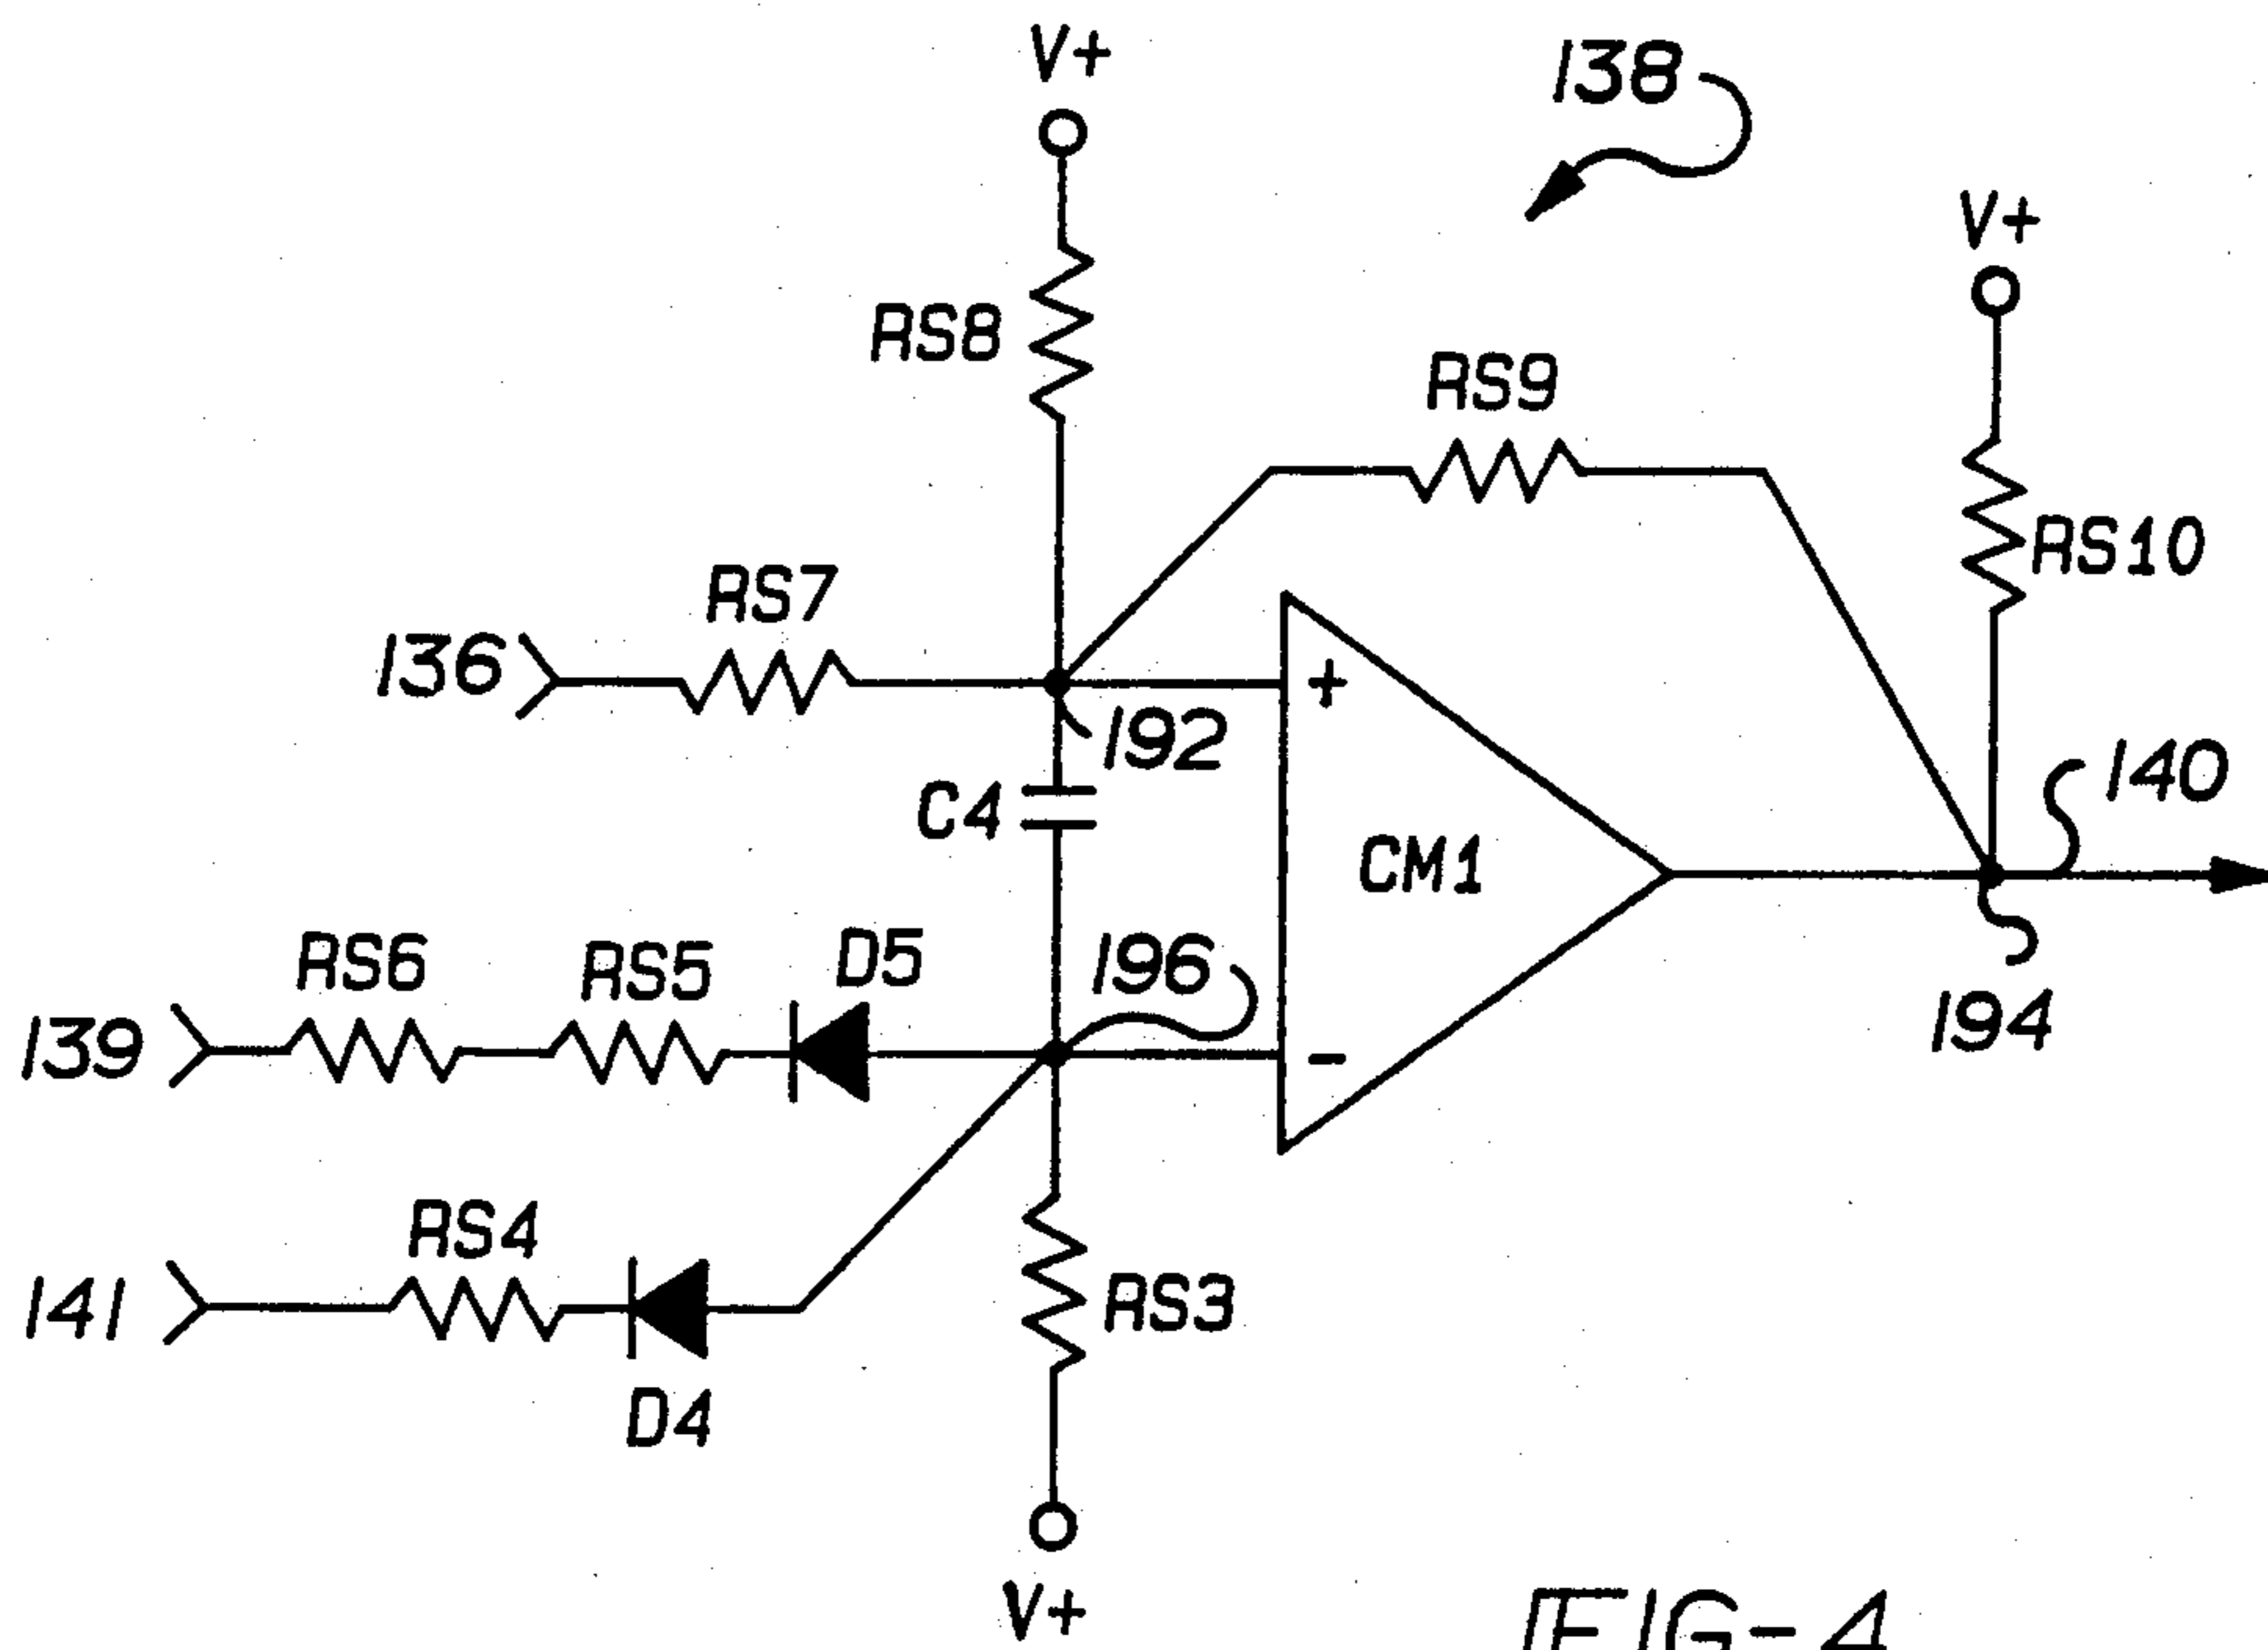 V+
138
V+
RS8
RS9
RS10
RS7
136
+
192
C4
CM1
140
RS6
RS5
D5
196
139
-
194
RS4
141
RS3
D4
V+
FIG-4